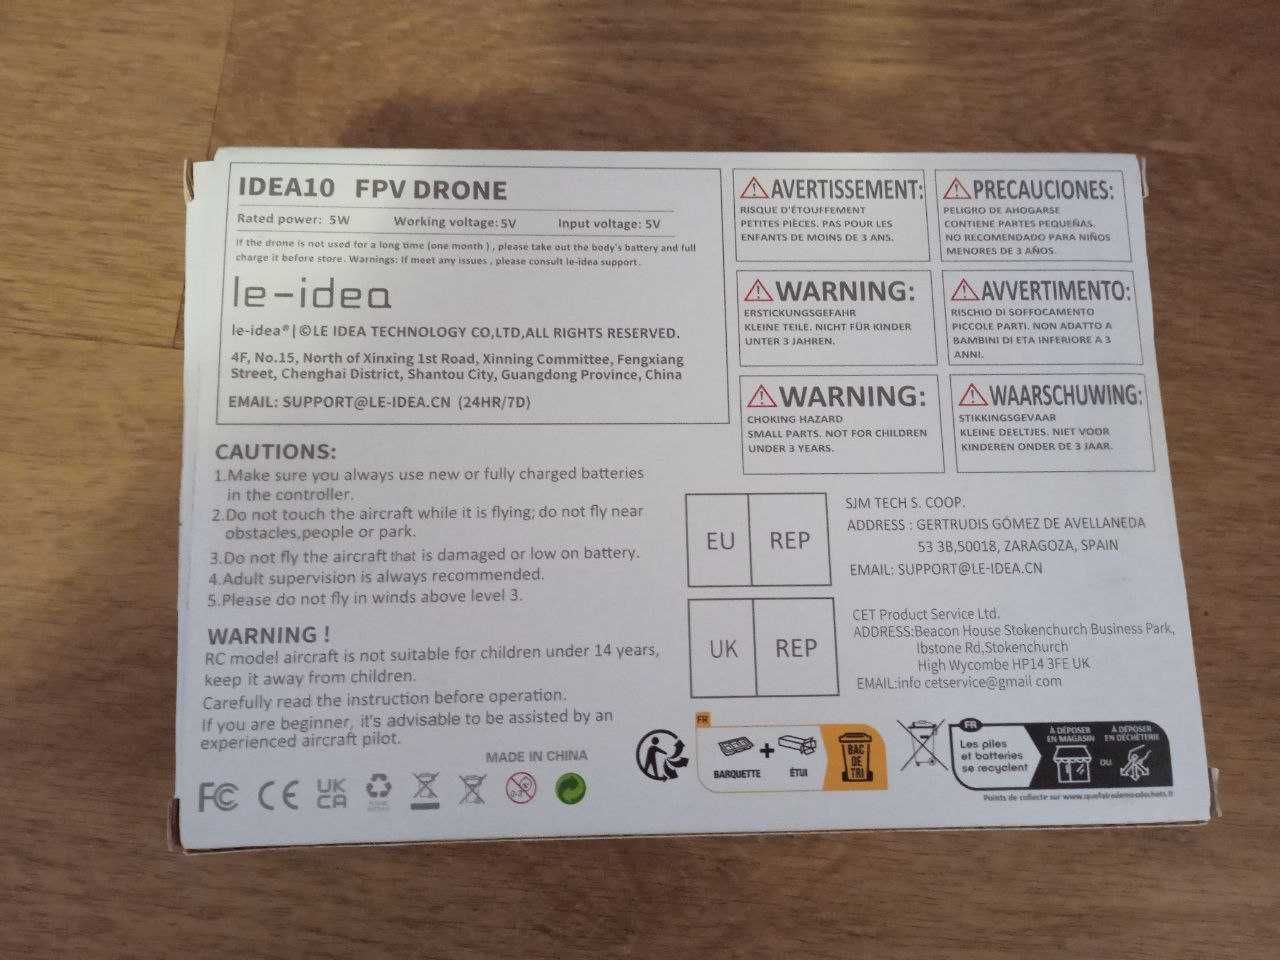 IDEA10 FPV DRONE
Rated power: 5W Working voltage: 5V Input voltage: 5V
If the drone is not used for a long time (one month ) , please take out the body's battery and full
charge it before store. Warnings: If meet any issues , please consult le-idea support.
le-idea
le-idea®|©LE IDEA TECHNOLOGY CO,LTD,ALL RIGHTS RESERVED.
4F, No.15, North of Xinxing 1st Road, Xinning Committee, Fengxiang
Street, Chenghai District, Shantou City, Guangdong Province, China
EMAIL: SUPPORT@LE-IDEA.CN (24HR/7D)
CAUTIONS:
1.Make sure you always use new or fully charged batteries
in the controller.
2.Do not touch the aircraft while it is flying; do not fly near
obstacles,people or park.
3.Do not fly the aircraft that is damaged or low on battery.
4.Adult supervision is always recommended.
5.Please do not fly in winds above level 3.
WARNING !
RC model aircraft is not suitable for children under 14 years,
keep it away from children.
Carefully read the instruction before operation.
If you are beginner, it's advisable to be assisted by an
experienced aircraft pilot.
MADE IN CHINA
FC CE UK
CA
0-3
AVERTISSEMENT:
RISQUE D'ÉTOUFFEMENT
PETITES PIÈCES. PAS POUR LES
ENFANTS DE MOINS DE 3 ANS.
PRECAUCIONES:
PELIGRO DE AHOGARSE
CONTIENE PARTES PEQUEÑAS.
NO RECOMENDADO PARA NIÑOS
MENORES DE 3 AÑOS.
WARNING:
ERSTICKUNGSGEFAHR
KLEINE TEILE. NICHT FÜR KINDER
UNTER 3 JAHREN.
AVVERTIMENTO:
RISCHIO DI SOFFOCAMENTO
PICCOLE PARTI. NON ADATTO A
BAMBINI DI ETA INFERIORE A 3
ANNI.
WARNING:
CHOKING HAZARD
SMALL PARTS. NOT FOR CHILDREN
UNDER 3 YEARS.
WAARSCHUWING:
STIKKINGSGEVAAR
KLEINE DEELTJES. NIET VOOR
KINDEREN ONDER DE 3 JAAR.
EU REP
SJM TECH S. COOP.
ADDRESS : GERTRUDIS GÓMEZ DE AVELLANEDA
53 3B,50018, ZARAGOZA, SPAIN
EMAIL: SUPPORT@LE-IDEA.CN
UK REP
CET Product Service Ltd.
ADDRESS:Beacon House Stokenchurch Business Park,
Ibstone Rd,Stokenchurch
High Wycombe HP14 3FE UK
EMAIL:info cetservice@gmail com
FR
BARQUETTE + ÉTUI
BAC
DE
TRI
FR
Les piles
et batteries
se recyclent
À DÉPOSER
EN MAGASIN
OU
À DÉPOSER
EN DÉCHÈTERIE
Points de collecte sur www.quefairedemesdechets.fr